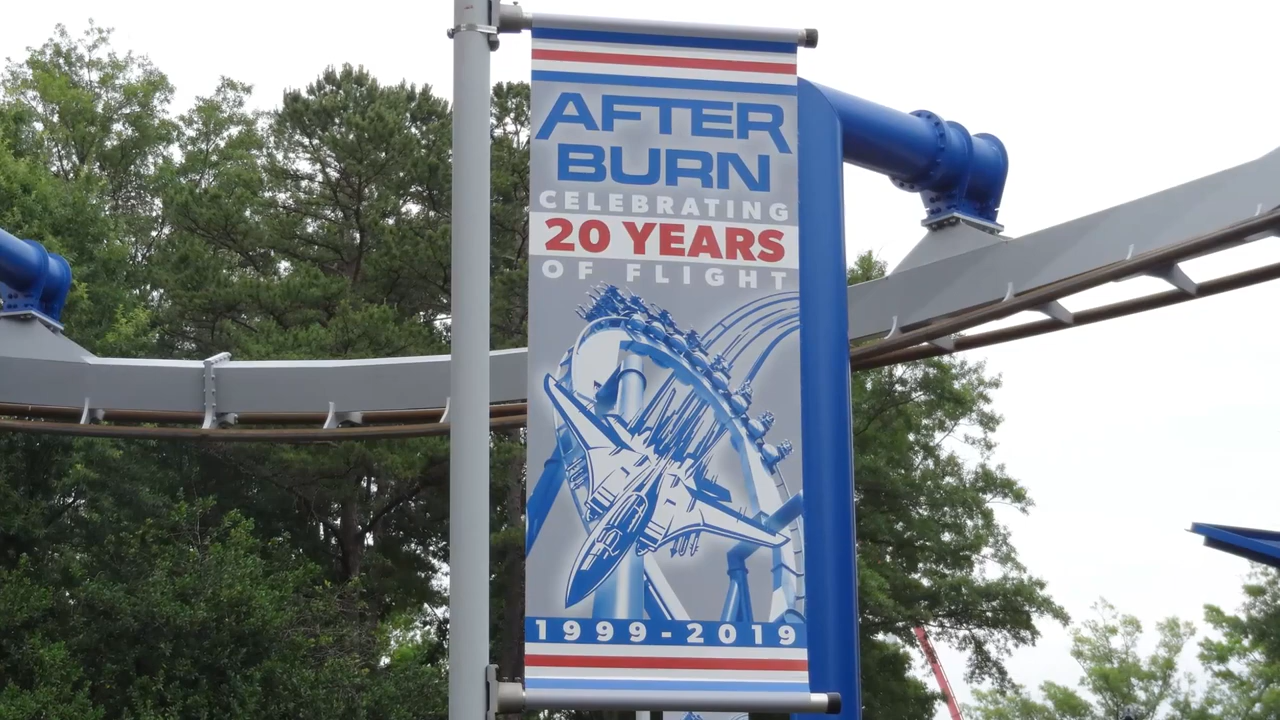 AFTER
BURN
CELEBRATING
20 YEARS
OF FLIGHT
1999-2019